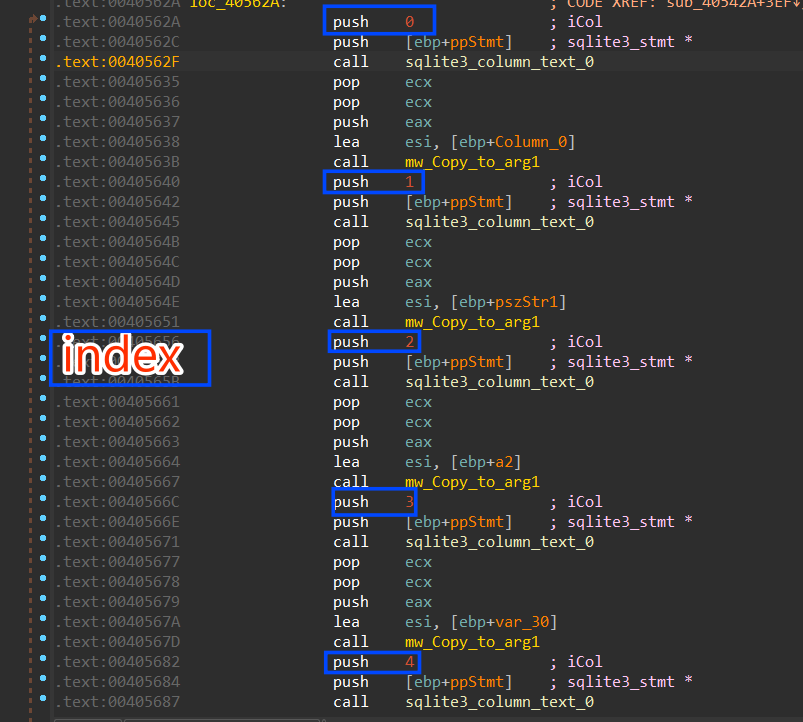 .text:0040562A loc_40562A: ; CODE XREF: sub_40542A+3EF↓
.text:0040562A push 0 ; iCol
.text:0040562C push [ebp+ppStmt] ; sqlite3_stmt *
.text:0040562F call sqlite3_column_text_0
.text:00405635 pop ecx
.text:00405636 pop ecx
.text:00405637 push eax
.text:00405638 lea esi, [ebp+Column_0]
.text:0040563B call mw_Copy_to_arg1
.text:00405640 push 1 ; iCol
.text:00405642 push [ebp+ppStmt] ; sqlite3_stmt *
.text:00405645 call sqlite3_column_text_0
.text:0040564B pop ecx
.text:0040564C pop ecx
.text:0040564D push eax
.text:0040564E lea esi, [ebp+pszStr1]
.text:00405651 call mw_Copy_to_arg1
.text:00405656 push 2 ; iCol
index
push [ebp+ppStmt] ; sqlite3_stmt *
.text:0040565B call sqlite3_column_text_0
.text:00405661 pop ecx
.text:00405662 pop ecx
.text:00405663 push eax
.text:00405664 lea esi, [ebp+a2]
.text:00405667 call mw_Copy_to_arg1
.text:0040566C push 3 ; iCol
.text:0040566E push [ebp+ppStmt] ; sqlite3_stmt *
.text:00405671 call sqlite3_column_text_0
.text:00405677 pop ecx
.text:00405678 pop ecx
.text:00405679 push eax
.text:0040567A lea esi, [ebp+var_30]
.text:0040567D call mw_Copy_to_arg1
.text:00405682 push 4 ; iCol
.text:00405684 push [ebp+ppStmt] ; sqlite3_stmt *
.text:00405687 call sqlite3_column_text_0